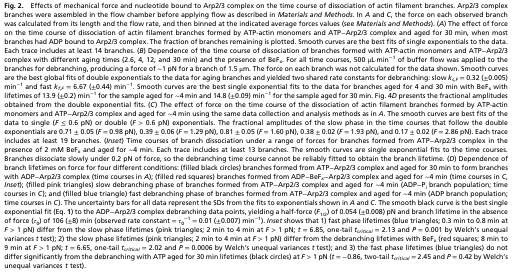 Fig. 2. Effects of mechanical force and nucleotide bound to Arp2/3 complex on the time course of dissociation of actin filament branches. Arp2/3 complex
branches were assembled in the flow chamber before applying flow as described in Materials and Methods. In A and C, the force on each observed branch
was calculated from its length and the flow rate, and then binned at the indicated average forces values (see Materials and Methods). (A) The effect of force
on the time course of dissociation of actin filament branches formed by ATP-actin monomers and ATP–Arp2/3 complex and aged for 30 min, when most
branches had ADP bound to Arp2/3 complex. The fraction of branches remaining is plotted. Smooth curves are the best fits of single exponentials to the data.
Each trace includes at least 14 branches. (B) Dependence of the time course of dissociation of branches formed with ATP-actin monomers and ATP–Arp2/3
complex with different aging times (2.6, 4, 12, and 30 min) and the presence of BeFx. For all time courses, 500 μL·min−1 of buffer flow was applied to the
branches for debranching, producing a force of ~1 pN for a branch of 1.5 μm. The force on each branch was not calculated for the data shown. Smooth curves
are the best global fits of double exponentials to the data for aging branches and yielded two shared rate constants for debranching: slow
min−1 and fast = 6.67 (±0.44) min−1. Smooth curves are the best single exponential fits to the data for branches aged for 4 and 30 min with BeFx with
lifetimes of 13.9 (±0.2) min−1 for the sample aged for ~4 min and 14.8 (±0.09) min−1 for the sample aged for 30 min. Fig. 4D presents the fractional amplitudes
obtained from the double exponential fits. (C) The effect of force on the time course of the dissociation of actin filament branches formed by ATP-actin
monomers and ATP–Arp2/3 complex and aged for ~4 min using the same data collection and analysis methods as in A. The smooth curves are best fits of the
data to single (F ≤ 0.6 pN) or double (F > 0.6 pN) exponentials. The fractional amplitudes of the slow phase in the time courses that follow the double
exponentials are 0.71 ± 0.05 (F = 0.98 pN), 0.39 ± 0.06 (F = 1.29 pN), 0.81 ± 0.05 (F = 1.60 pN), 0.38 ± 0.02 (F = 1.93 pN), and 0.17 ± 0.02 (F = 2.86 pN). Each trace
includes at least 19 branches. (Inset) Time courses of branch dissociation under a range of forces for branches formed from ATP–Arp2/3 complex in the
presence of 2 mM BeFx and aged for ~4 min. Each trace includes at least 13 branches. The smooth curves are single exponential fits to the time courses.
Branches dissociate slowly under 0.2 pN of force, so the debranching time course cannot be reliably fitted to obtain the branch lifetime. (D) Dependence of
branch lifetimes on force for four different conditions: (filled black circles) branches formed from ATP–Arp2/3 complex and aged for 30 min to form branches
with ADP–Arp2/3 complex (time courses in A); (filled red squares) branches formed from ADP–BeFx–Arp2/3 complex and aged for ~4 min (time courses in C,
Inset); (filled pink triangles) slow debranching phase of branches formed from ATP–Arp2/3 complex and aged for ~4 min (ADP–Pi branch population; time
courses in C); and (filled blue triangle) fast debranching phase of branches formed from ATP–Arp2/3 complex and aged for ~4 min (ADP branch population;
time courses in C). The uncertainty bars for all data represent the SDs from the fits to exponentials shown in A and C. The smooth black curve is the best single
exponential fit (Eq. 1) to the ADP–Arp2/3 complex debranching data points, yielding a half-force of 0.054 (±0.008) pN and branch lifetime in the absence
of force of 106 (±8) min (observed rate constant = = 0.01 (±0.007) min−1). Inset shows that 1) fast phase lifetimes (blue triangles; 0.3 min to 0.8 min at
F > 1 pN) differ from the slow phase lifetimes (pink triangles; 2 min to 4 min at F > 1 pN; t = 6.85, one-tail tcritical = 2.13 and P = 0.001 by Welch's unequal
variances t test); 2) the slow phase lifetimes (pink triangles; 2 min to 4 min at F > 1 pN) differ from the debranching lifetimes with BeFx (red squares; 8 min to
9 min at F > 1 pN; t = 6.65, one-tail tcritical = 2.02 and P = 0.0006 by Welch's unequal variances t test); and 3) the fast phase lifetimes (blue triangles) do not
differ significantly from the debranching with ATP aged for 30 min lifetimes (black circles) at F > 1 pN (t = −0.86, two-tail tcritical = 2.45 and P = 0.42 by Welch's
unequal variances t test).